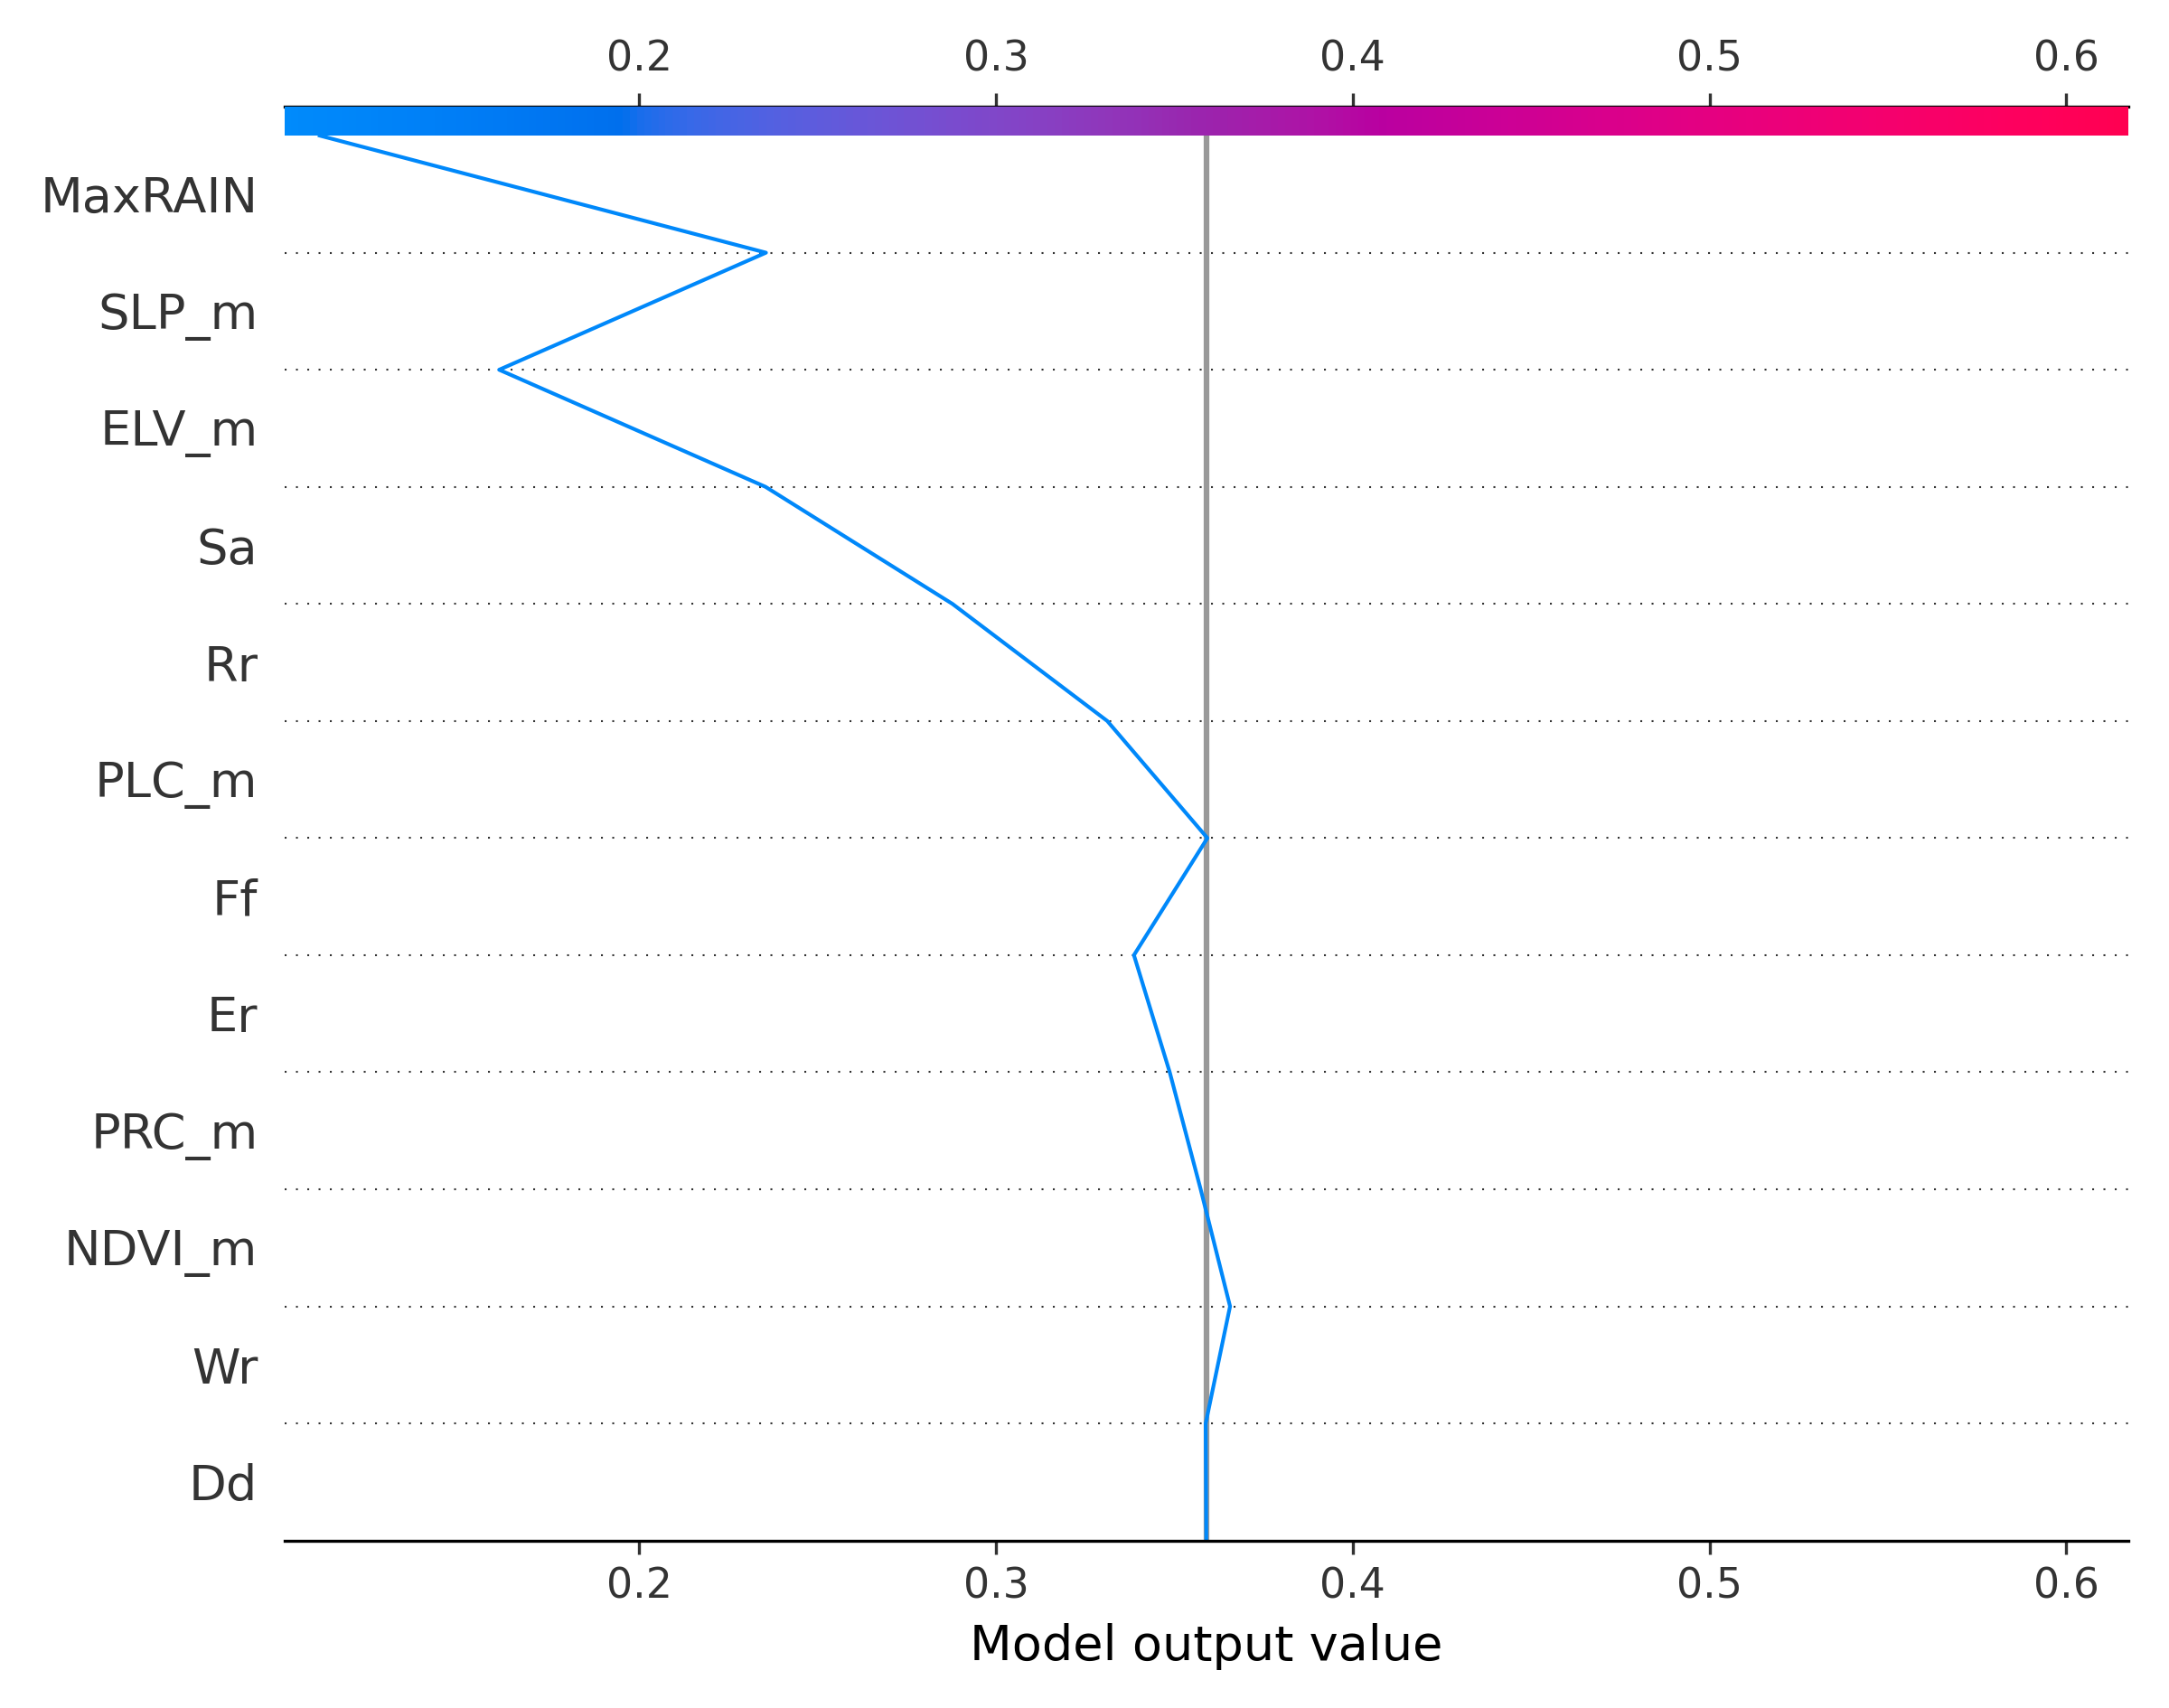 0.2 0.3 0.4 0.5 0.6
MaxRAIN
SLP_m
ELV_m
Sa
Rr
PLC_m
Ff
Er
PRC_m
NDVI_m
Wr
Dd
0.2 0.3 0.4 0.5 0.6
Model output value